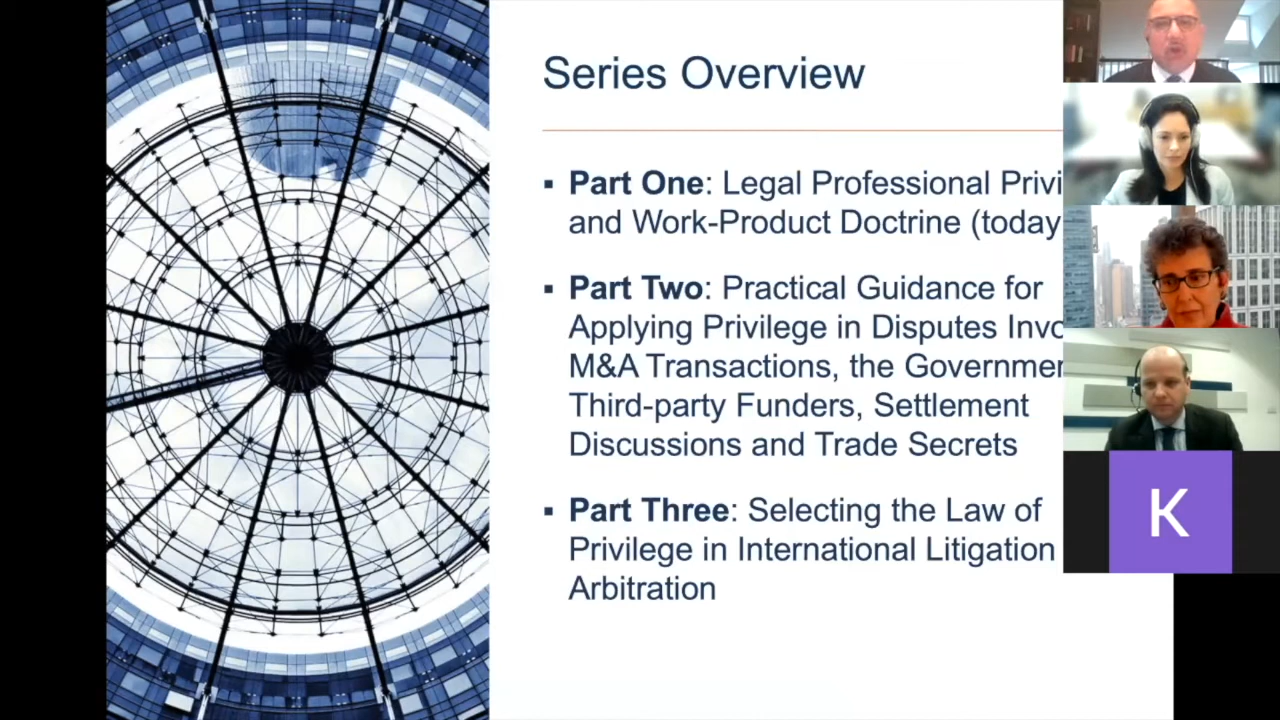 Series Overview
▪ Part One: Legal Professional Privi
and Work-Product Doctrine (today
▪ Part Two: Practical Guidance for
Applying Privilege in Disputes Invo
M&A Transactions, the Governmen
Third-party Funders, Settlement
Discussions and Trade Secrets
▪ Part Three: Selecting the Law of
Privilege in International Litigation
Arbitration
K